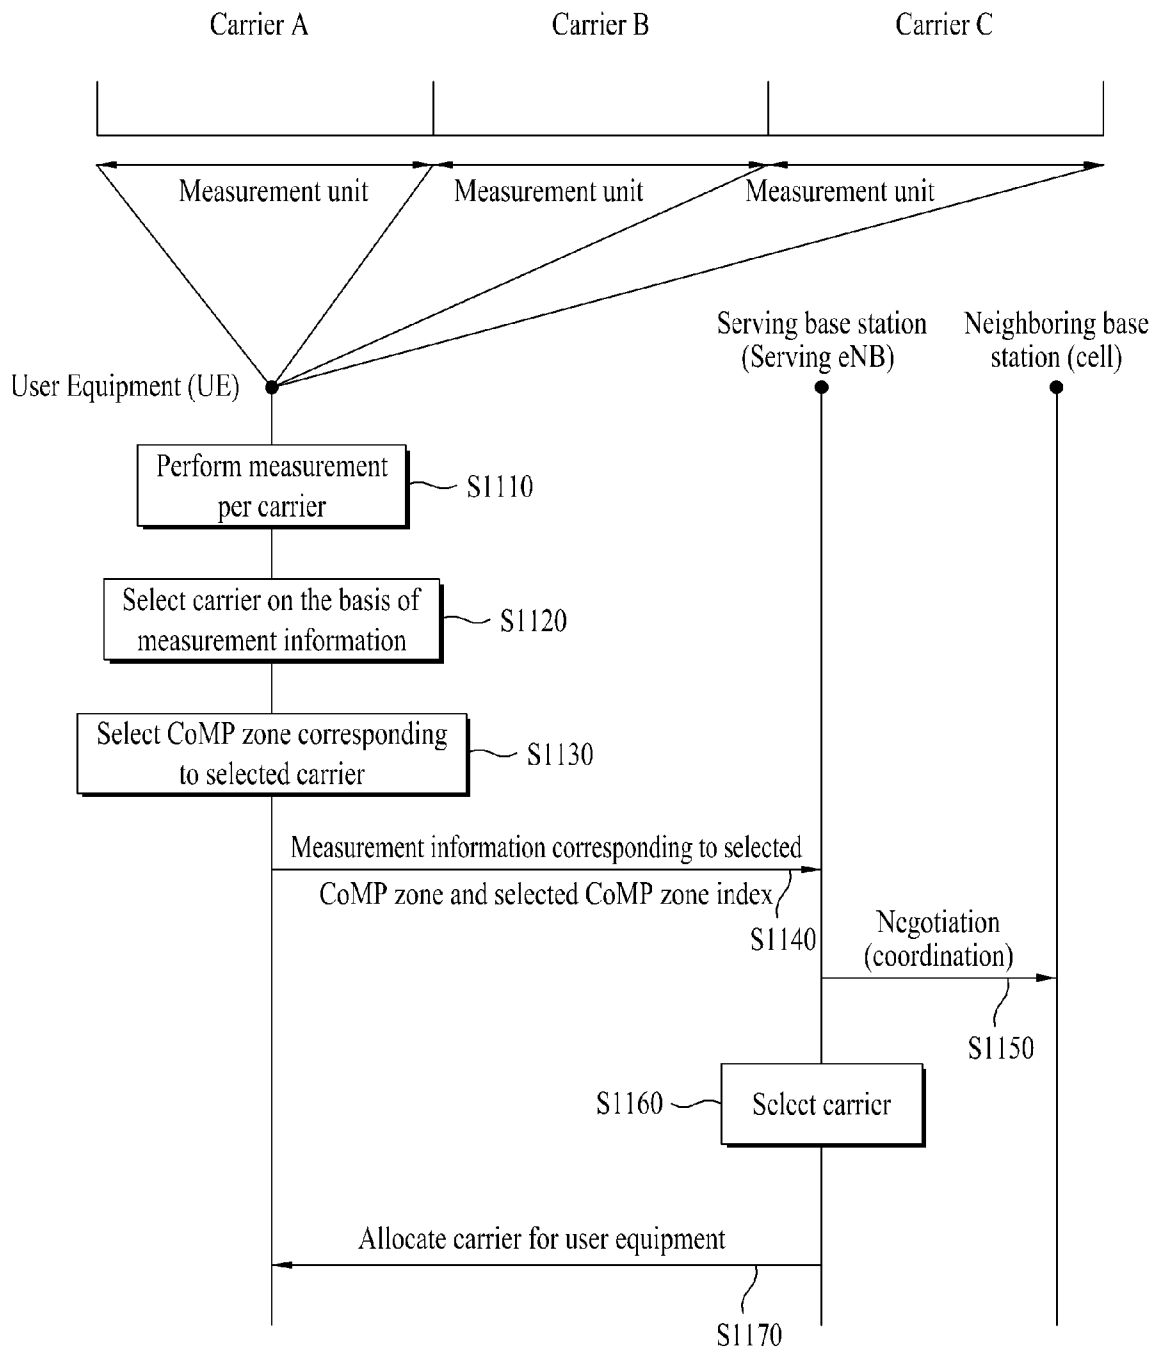 Carrier A
Carrier B
Carrier C
Measurement unit
Measurement unit
Measurement unit
Serving base station
(Serving eNB)
Neighboring base
station (cell)
User Equipment (UE)
Perform measurement
per carrier
S1110
Select carrier on the basis of
measurement information
S1120
Select CoMP zone corresponding
to selected carrier
S1130
Measurement information corresponding to selected
CoMP zone and selected CoMP zone index
S1140
Negotiation
(coordination)
S1150
S1160
Select carrier
Allocate carrier for user equipment
S1170